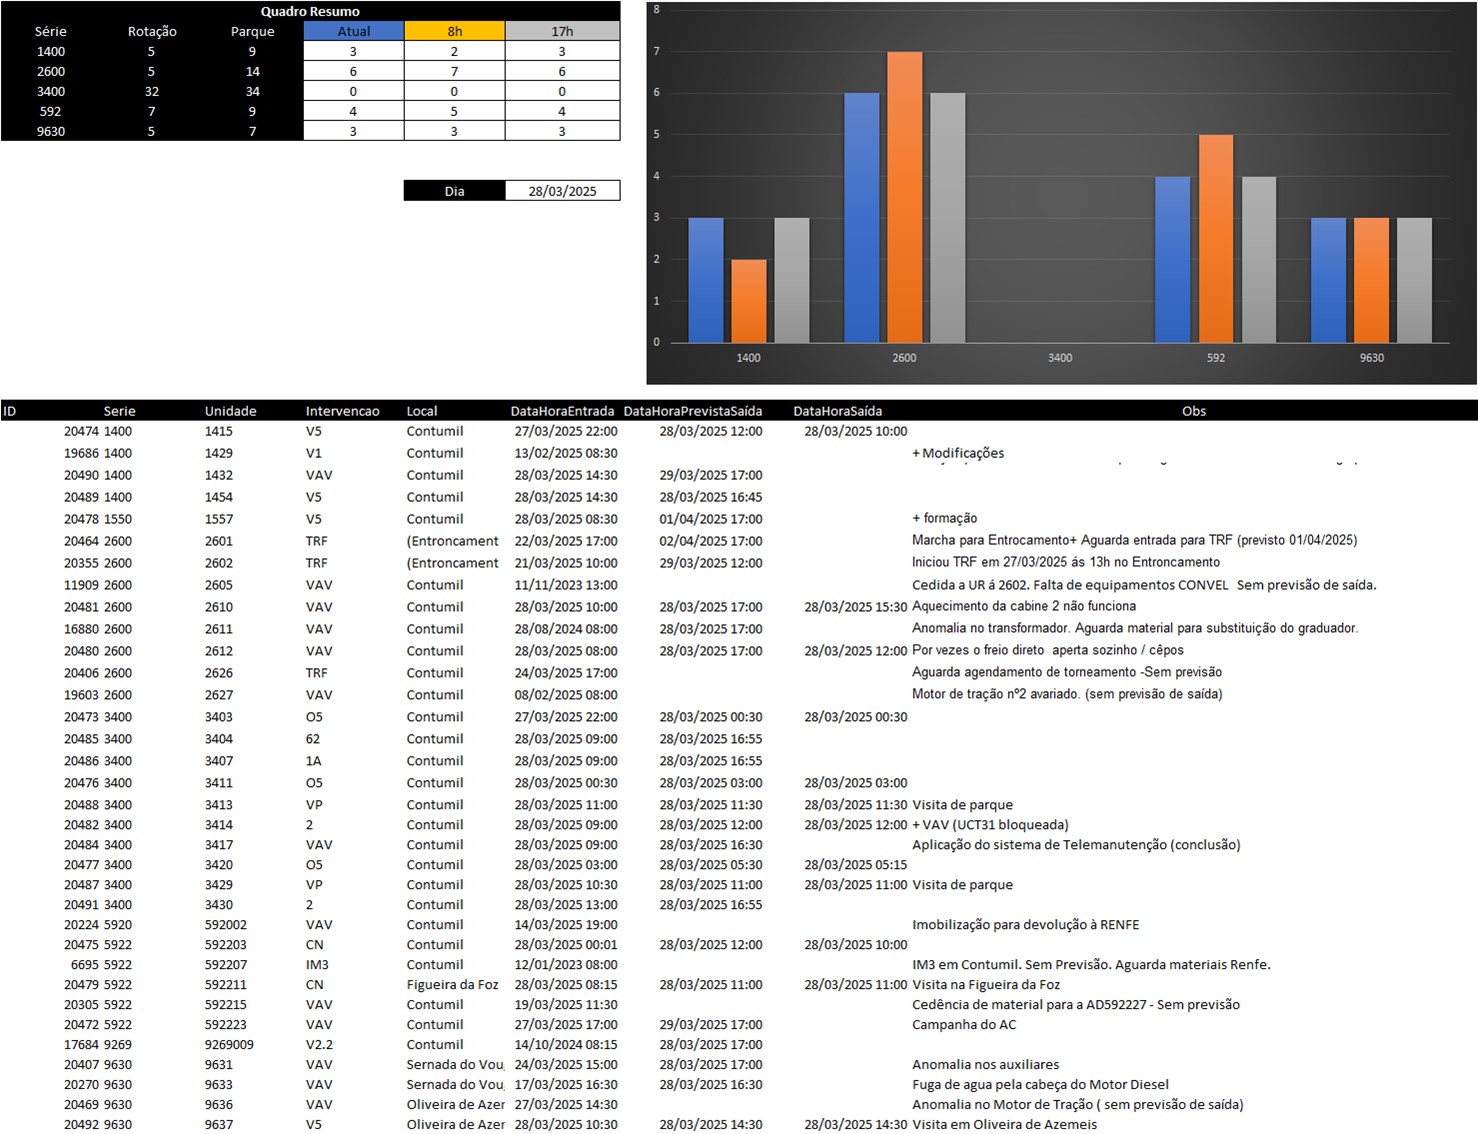 Quadro Resumo
Série Rotação Parque Atual 8h 17h
1400 5 9 3 2 3
2600 5 14 6 7 6
3400 32 34 0 0 0
592 7 9 4 5 4
9630 5 7 3 3 3
Dia 28/03/2025
8
7
6
5
4
3
2
1
0
1400 2600 3400 592 9630
ID Serie Unidade Intervencao Local DataHoraEntrada DataHoraPrevistaSaída DataHoraSaída Obs
20474 1400 1415 V5 Contumil 27/03/2025 22:00 28/03/2025 12:00 28/03/2025 10:00
19686 1400 1429 V1 Contumil 13/02/2025 08:30 + Modificações
20490 1400 1432 VAV Contumil 28/03/2025 14:30 29/03/2025 17:00
20489 1400 1454 V5 Contumil 28/03/2025 14:30 28/03/2025 16:45
20478 1550 1557 V5 Contumil 28/03/2025 08:30 01/04/2025 17:00 + formação
20464 2600 2601 TRF (Entroncament 22/03/2025 17:00 02/04/2025 17:00 Marcha para Entrocamento+ Aguarda entrada para TRF (previsto 01/04/2025)
20355 2600 2602 TRF (Entroncament 21/03/2025 10:00 29/03/2025 12:00 Iniciou TRF em 27/03/2025 ás 13h no Entroncamento
11909 2600 2605 VAV Contumil 11/11/2023 13:00 Cedida a UR á 2602. Falta de equipamentos CONVEL Sem previsão de saída.
20481 2600 2610 VAV Contumil 28/03/2025 10:00 28/03/2025 17:00 28/03/2025 15:30 Aquecimento da cabine 2 não funciona
16880 2600 2611 VAV Contumil 28/08/2024 08:00 28/03/2025 17:00 Anomalia no transformador. Aguarda material para substituição do graduador.
20480 2600 2612 VAV Contumil 28/03/2025 08:00 28/03/2025 17:00 28/03/2025 12:00 Por vezes o freio direto aperta sozinho / cêpos
20406 2600 2626 TRF Contumil 24/03/2025 17:00 Aguarda agendamento de torneamento -Sem previsão
19603 2600 2627 VAV Contumil 08/02/2025 08:00 Motor de tração nº2 avariado. (sem previsão de saída)
20473 3400 3403 O5 Contumil 27/03/2025 22:00 28/03/2025 00:30 28/03/2025 00:30
20485 3400 3404 62 Contumil 28/03/2025 09:00 28/03/2025 16:55
20486 3400 3407 1A Contumil 28/03/2025 09:00 28/03/2025 16:55
20476 3400 3411 O5 Contumil 28/03/2025 00:30 28/03/2025 03:00 28/03/2025 03:00
20488 3400 3413 VP Contumil 28/03/2025 11:00 28/03/2025 11:30 28/03/2025 11:30 Visita de parque
20482 3400 3414 2 Contumil 28/03/2025 09:00 28/03/2025 12:00 28/03/2025 12:00 + VAV (UCT31 bloqueada)
20484 3400 3417 VAV Contumil 28/03/2025 09:00 28/03/2025 16:30 Aplicação do sistema de Telemanutenção (conclusão)
20477 3400 3420 O5 Contumil 28/03/2025 03:00 28/03/2025 05:30 28/03/2025 05:15
20487 3400 3429 VP Contumil 28/03/2025 10:30 28/03/2025 11:00 28/03/2025 11:00 Visita de parque
20491 3400 3430 2 Contumil 28/03/2025 13:00 28/03/2025 16:55
20224 5920 592002 VAV Contumil 14/03/2025 19:00 Imobilização para devolução à RENFE
20475 5922 592203 CN Contumil 28/03/2025 00:01 28/03/2025 12:00 28/03/2025 10:00
6695 5922 592207 IM3 Contumil 12/01/2023 08:00 IM3 em Contumil. Sem Previsão. Aguarda materiais Renfe.
20479 5922 592211 CN Figueira da Foz 28/03/2025 08:15 28/03/2025 11:00 28/03/2025 11:00 Visita na Figueira da Foz
20305 5922 592215 VAV Contumil 19/03/2025 11:30 Cedência de material para a AD592227 - Sem previsão
20472 5922 592223 VAV Contumil 27/03/2025 17:00 29/03/2025 17:00 Campanha do AC
17684 9269 9269009 V2.2 Contumil 14/10/2024 08:15 28/03/2025 17:00
20407 9630 9631 VAV Sernada do Vou 24/03/2025 15:00 28/03/2025 17:00 Anomalia nos auxiliares
20270 9630 9633 VAV Sernada do Vou 17/03/2025 16:30 28/03/2025 16:30 Fuga de agua pela cabeça do Motor Diesel
20469 9630 9636 VAV Oliveira de Azer 27/03/2025 14:30 Anomalia no Motor de Tração ( sem previsão de saída)
20492 9630 9637 V5 Oliveira de Azer 28/03/2025 10:30 28/03/2025 14:30 28/03/2025 14:30 Visita em Oliveira de Azemeis